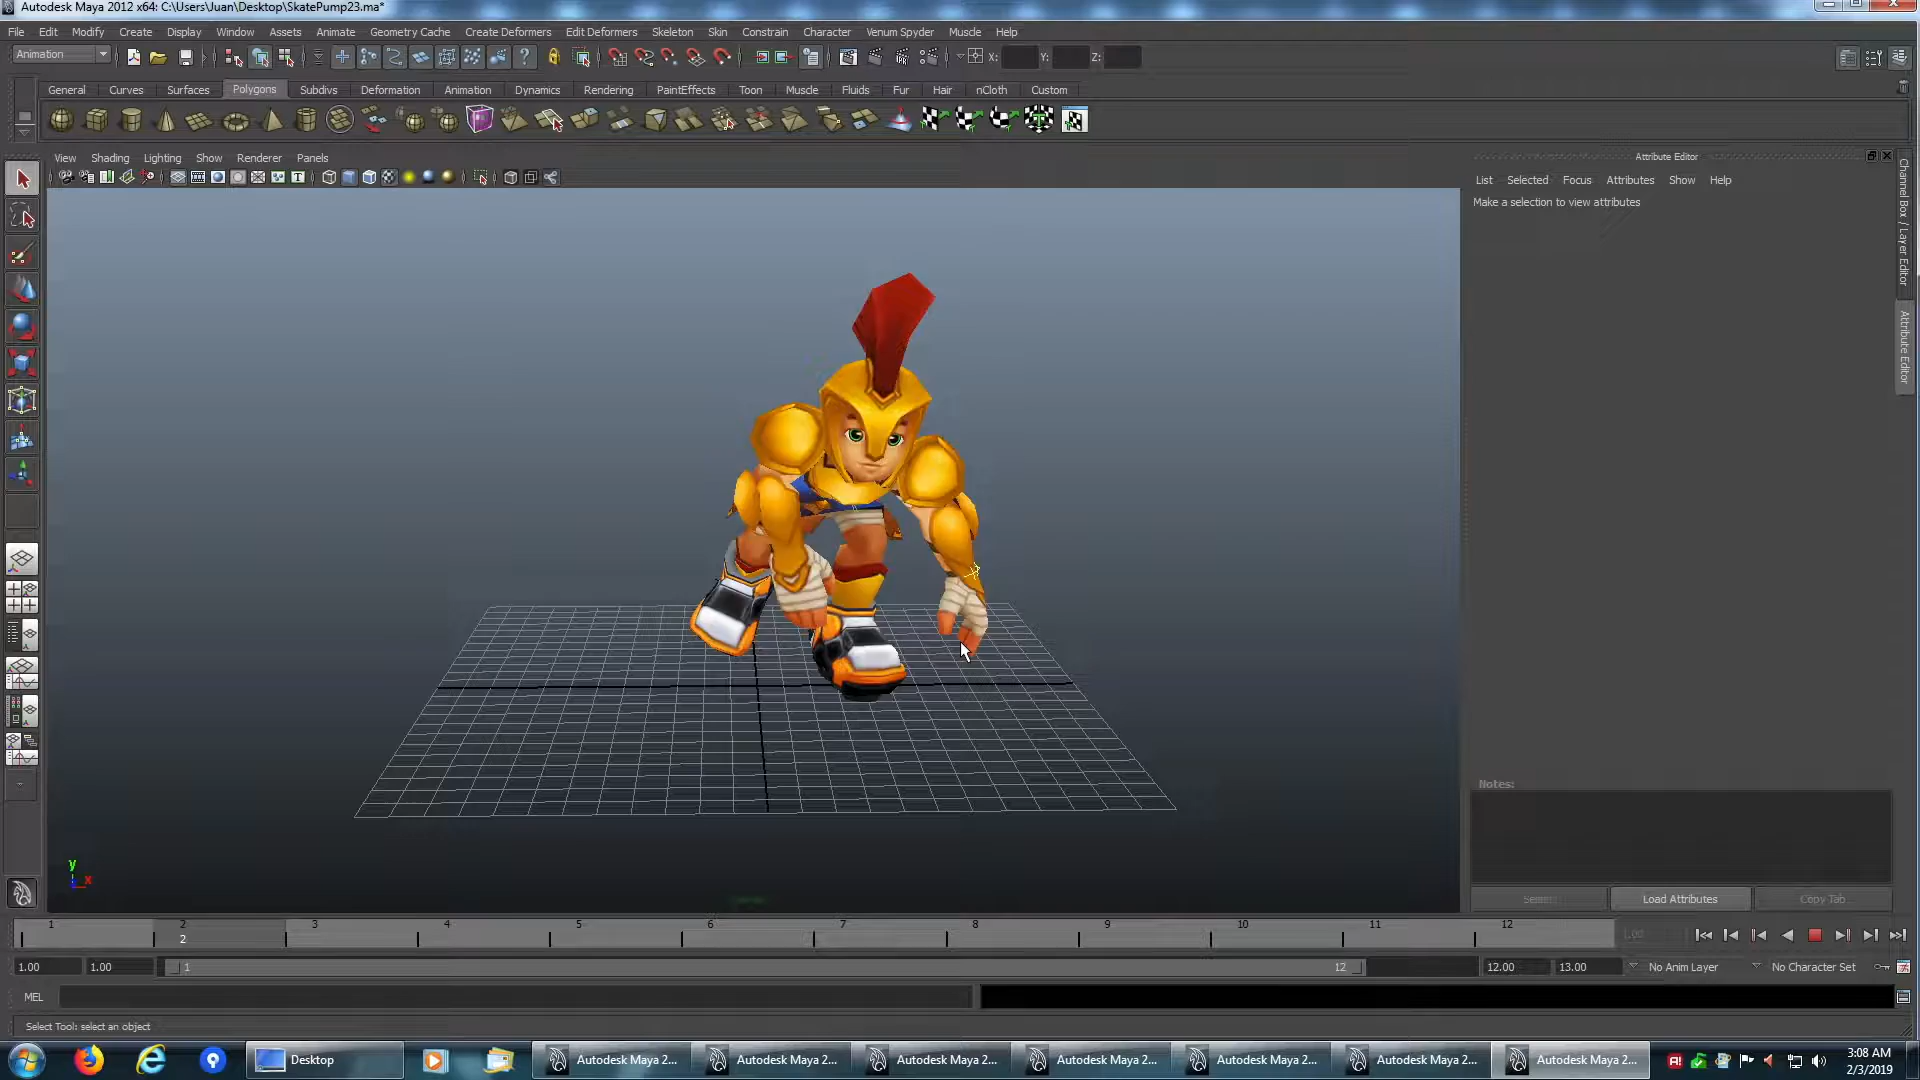 Autodesk Maya 2012 x64: C:\Users\Juan\Desktop\SkatePump23.ma*
File Edit Modify Create Display Window Assets Animate Geometry Cache Create Deformers Edit Deformers Skeleton Skin Constrain Character Venum Spyder Muscle Help
Animation X: Y: Z:
General Curves Surfaces Polygons Subdivs Deformation Animation Dynamics Rendering PaintEffects Toon Muscle Fluids Fur Hair nCloth Custom
View Shading Lighting Show Renderer Panels
Attribute Editor
List Selected Focus Attributes Show Help
Make a selection to view attributes
Channel Box / Layer Editor
Attribute Editor
Notes:
y
x
Select Load Attributes Copy Tab
1 2 3 4 5 6 7 8 9 10 11 12
2
1.00
1.00 1.00 1 12 12.00 13.00 No Anim Layer No Character Set
MEL
Select Tool: select an object
Desktop Autodesk Maya 2... Autodesk Maya 2... Autodesk Maya 2... Autodesk Maya 2... Autodesk Maya 2... Autodesk Maya 2... Autodesk Maya 2...
3:08 AM
2/3/2019